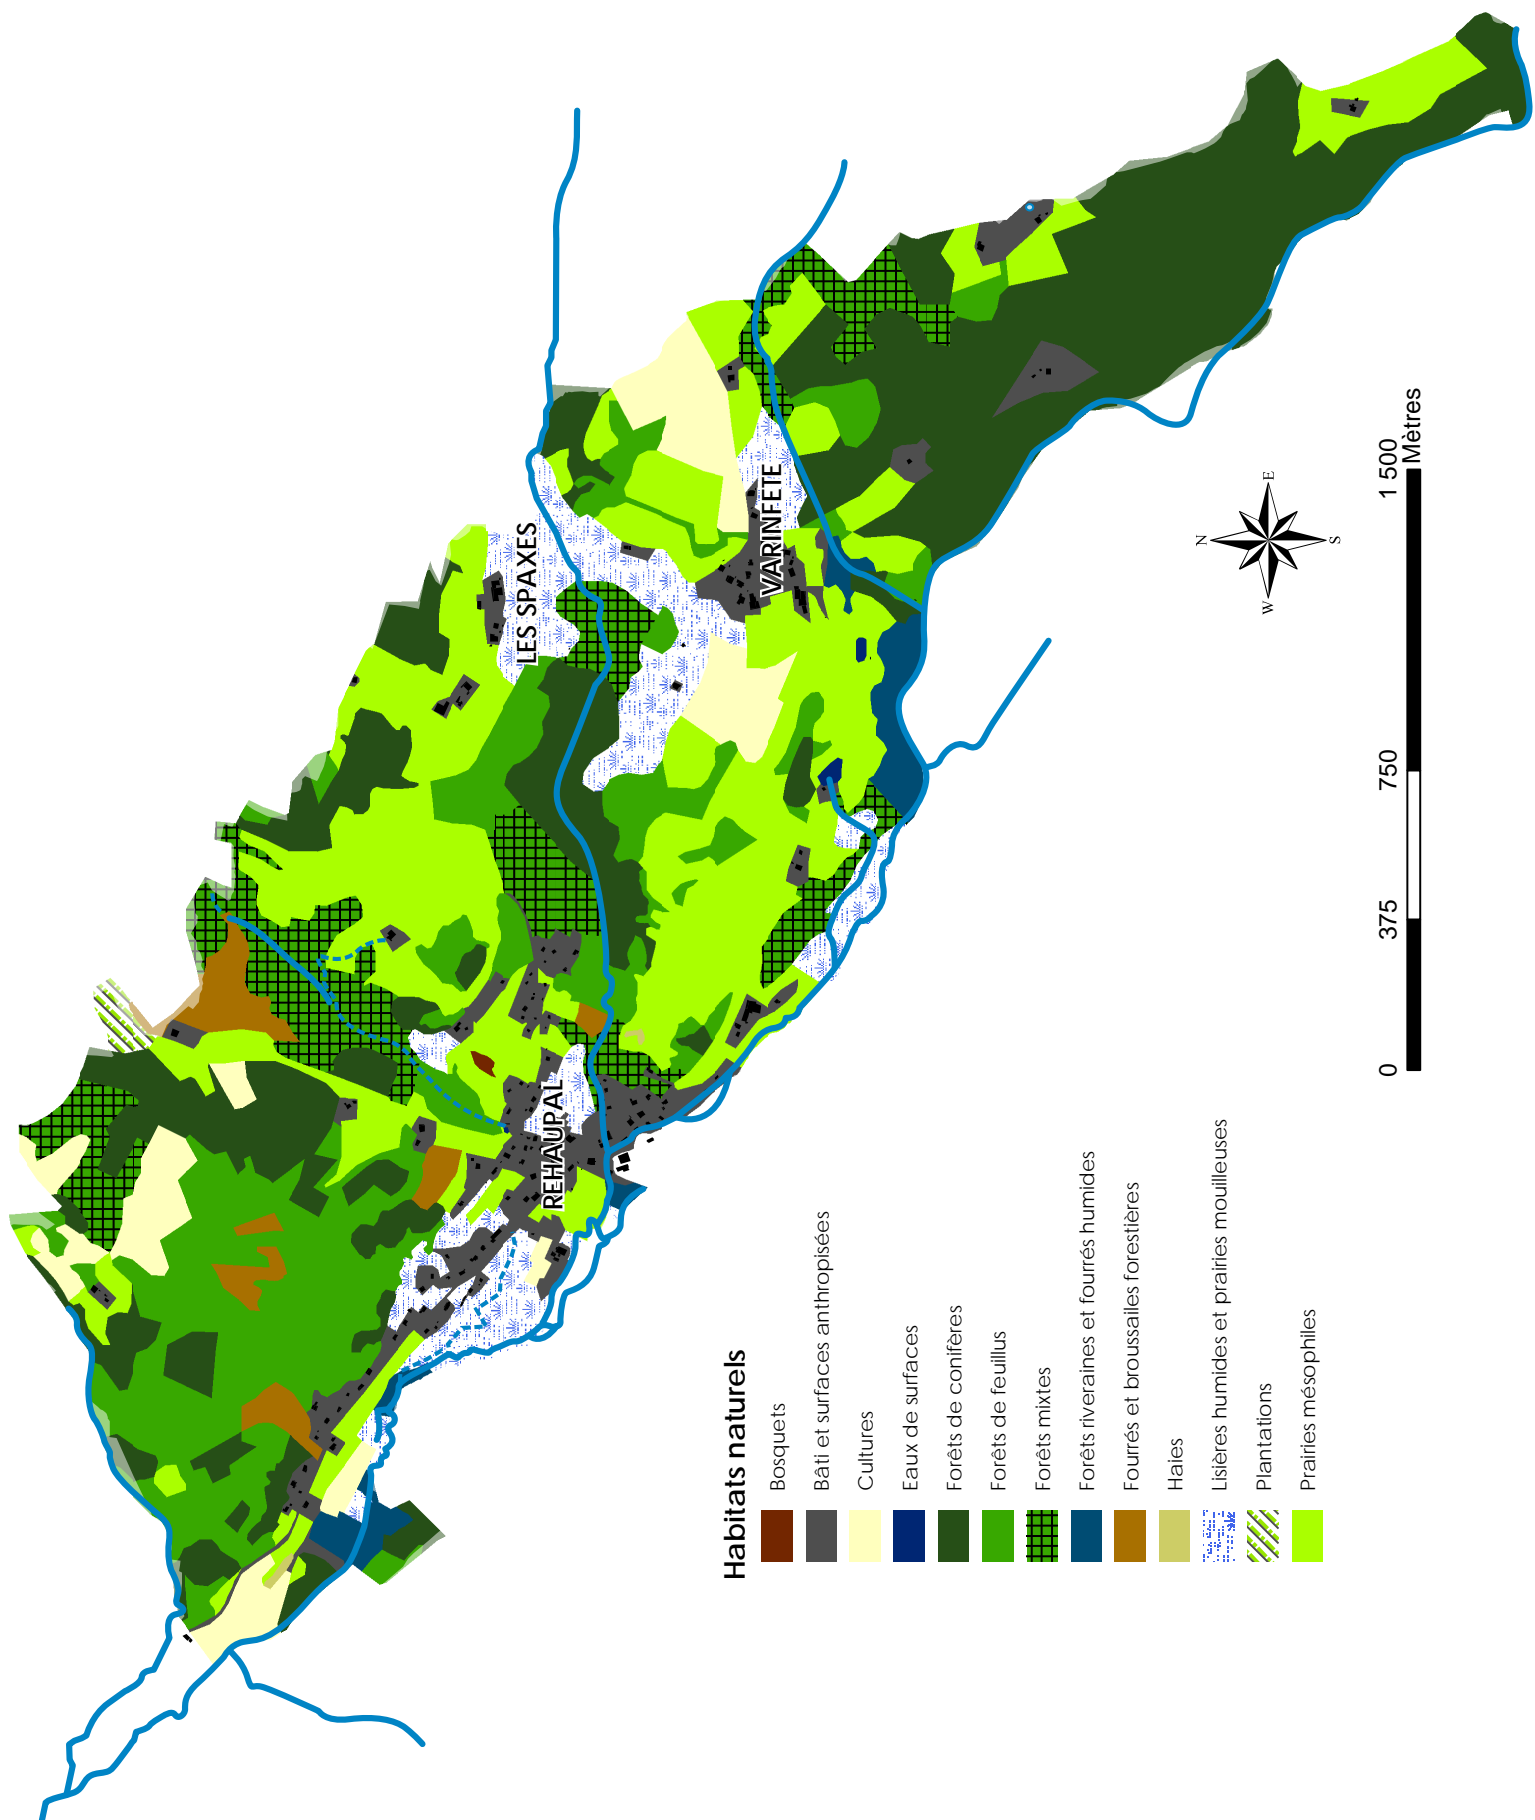 LES SPAXES
VARINFETE
REHAUPAL
N
W
E
S
0
375
750
1 500
Mètres
Habitats naturels
Bosquets
Bâti et surfaces anthropisées
Cultures
Eaux de surfaces
Forêts de conifères
Forêts de feuillus
Forêts mixtes
Forêts riveraines et fourrés humides
Fourrés et broussailes forestières
Haies
Lisières humides et prairies mouilleuses
Plantations
Prairies mésophiles